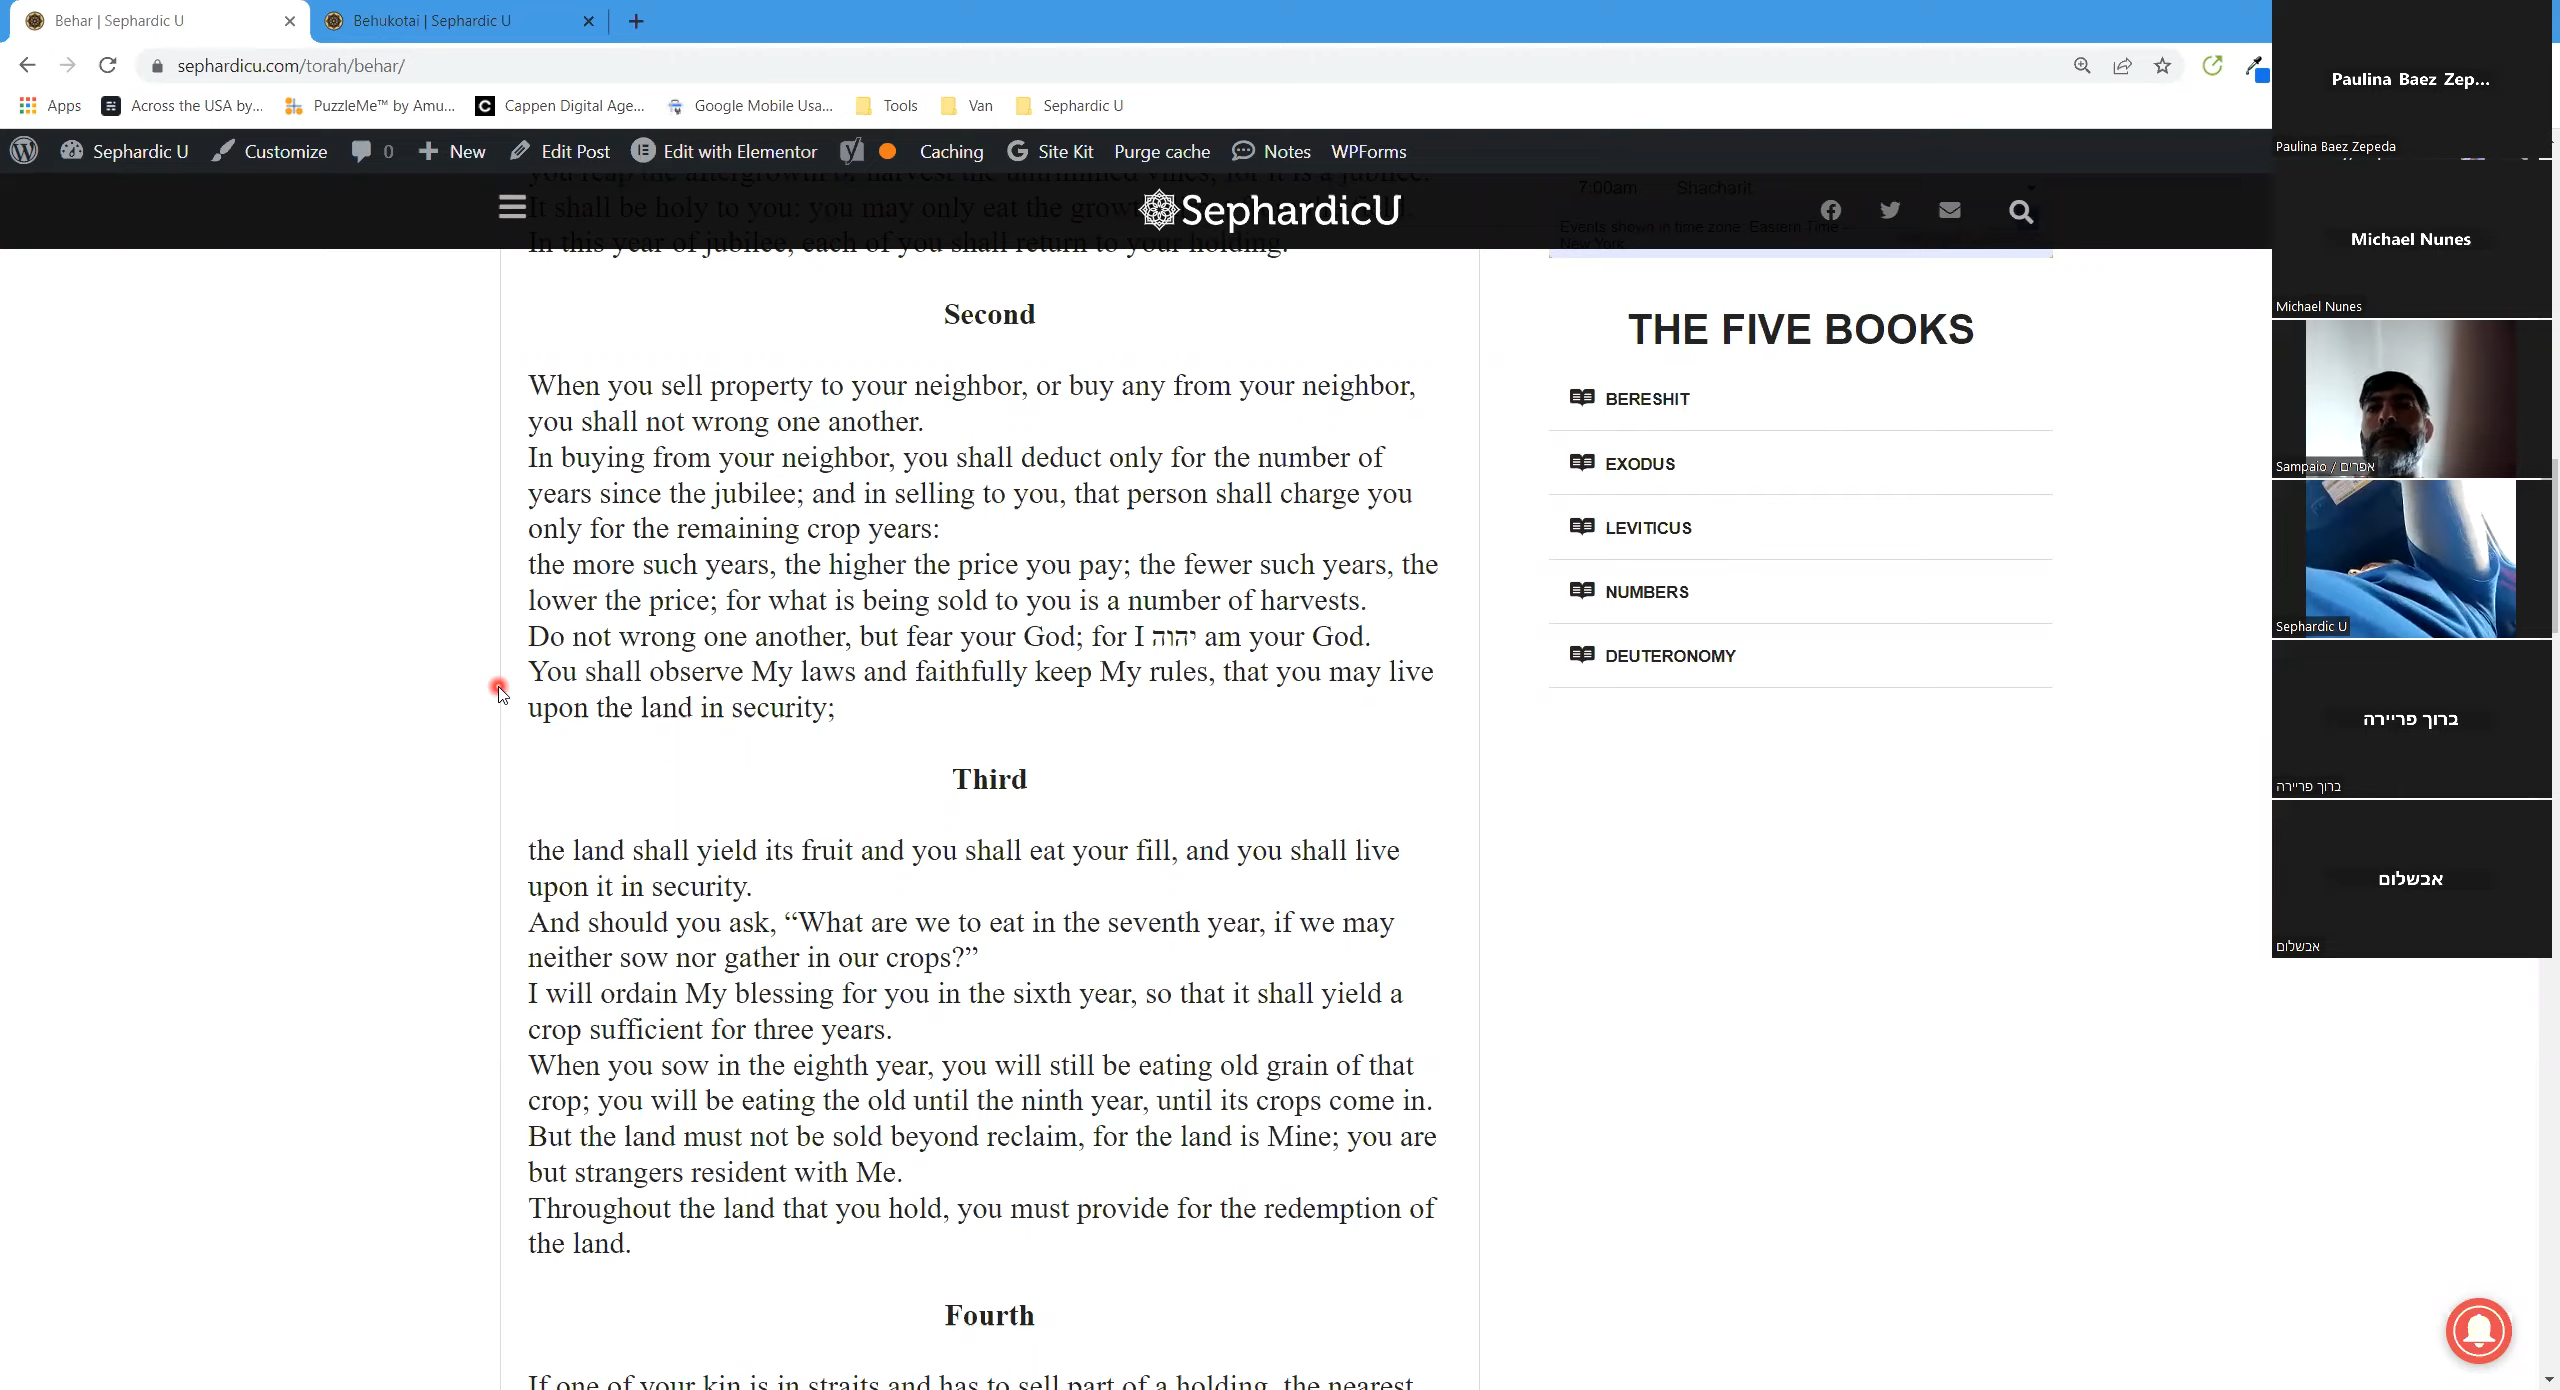 Behar | Sephardic U
Behukotai | Sephardic U
sephardicu.com/torah/behar/
Apps Across the USA by... PuzzleMe™ by Amu... Cappen Digital Age... Google Mobile Usa... Tools Van Sephardic U
Sephardic U Customize 0 New Edit Post Edit with Elementor Caching Site Kit Purge cache Notes WPForms
SephardicU
It shall be holy to you: you may only eat the
In this year of jubilee, each of you shall return to your holding.
7:00am Shacharit
Events shown in time zone: Eastern Time -
New York
Second
When you sell property to your neighbor, or buy any from your neighbor,
you shall not wrong one another.
In buying from your neighbor, you shall deduct only for the number of
years since the jubilee; and in selling to you, that person shall charge you
only for the remaining crop years:
the more such years, the higher the price you pay; the fewer such years, the
lower the price; for what is being sold to you is a number of harvests.
Do not wrong one another, but fear your God; for I יהוה am your God.
You shall observe My laws and faithfully keep My rules, that you may live
upon the land in security;
Third
the land shall yield its fruit and you shall eat your fill, and you shall live
upon it in security.
And should you ask, “What are we to eat in the seventh year, if we may
neither sow nor gather in our crops?”
I will ordain My blessing for you in the sixth year, so that it shall yield a
crop sufficient for three years.
When you sow in the eighth year, you will still be eating old grain of that
crop; you will be eating the old until the ninth year, until its crops come in.
But the land must not be sold beyond reclaim, for the land is Mine; you are
but strangers resident with Me.
Throughout the land that you hold, you must provide for the redemption of
the land.
Fourth
If one of your kin is in straits and has to sell part of a holding, the nearest
THE FIVE BOOKS
BERESHIT
EXODUS
LEVITICUS
NUMBERS
DEUTERONOMY
Paulina Baez Zep...
Paulina Baez Zepeda
Michael Nunes
Michael Nunes
Sampaio / אפרים
Sephardic U
ברוך פריירה
ברוך פריירה
אבשלום
אבשלום